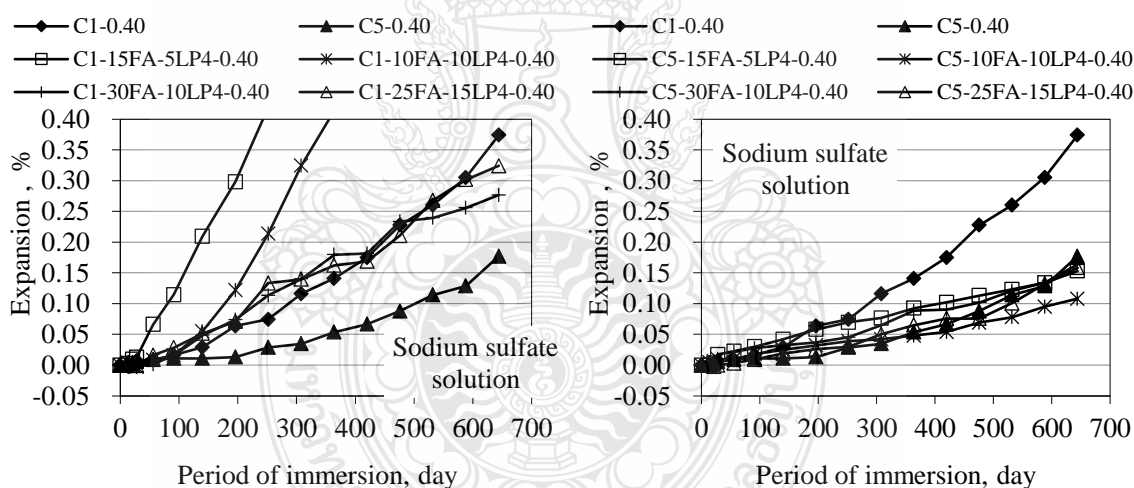 C1-0.40
C5-0.40
C1-15FA-5LP4-0.40
C1-10FA-10LP4-0.40
C1-30FA-10LP4-0.40
C1-25FA-15LP4-0.40
0.40
0.35
0.30
0.25
0.20
0.15
0.10
0.05
0.00
-0.05
Expansion , %
Sodium sulfate
solution
0 100 200 300 400 500 600 700
Period of immersion, day
C1-0.40
C5-0.40
C5-15FA-5LP4-0.40
C5-10FA-10LP4-0.40
C5-30FA-10LP4-0.40
C5-25FA-15LP4-0.40
0.40
0.35
0.30
0.25
0.20
0.15
0.10
0.05
0.00
-0.05
Expansion , %
Sodium sulfate
solution
0 100 200 300 400 500 600 700
Period of immersion, day